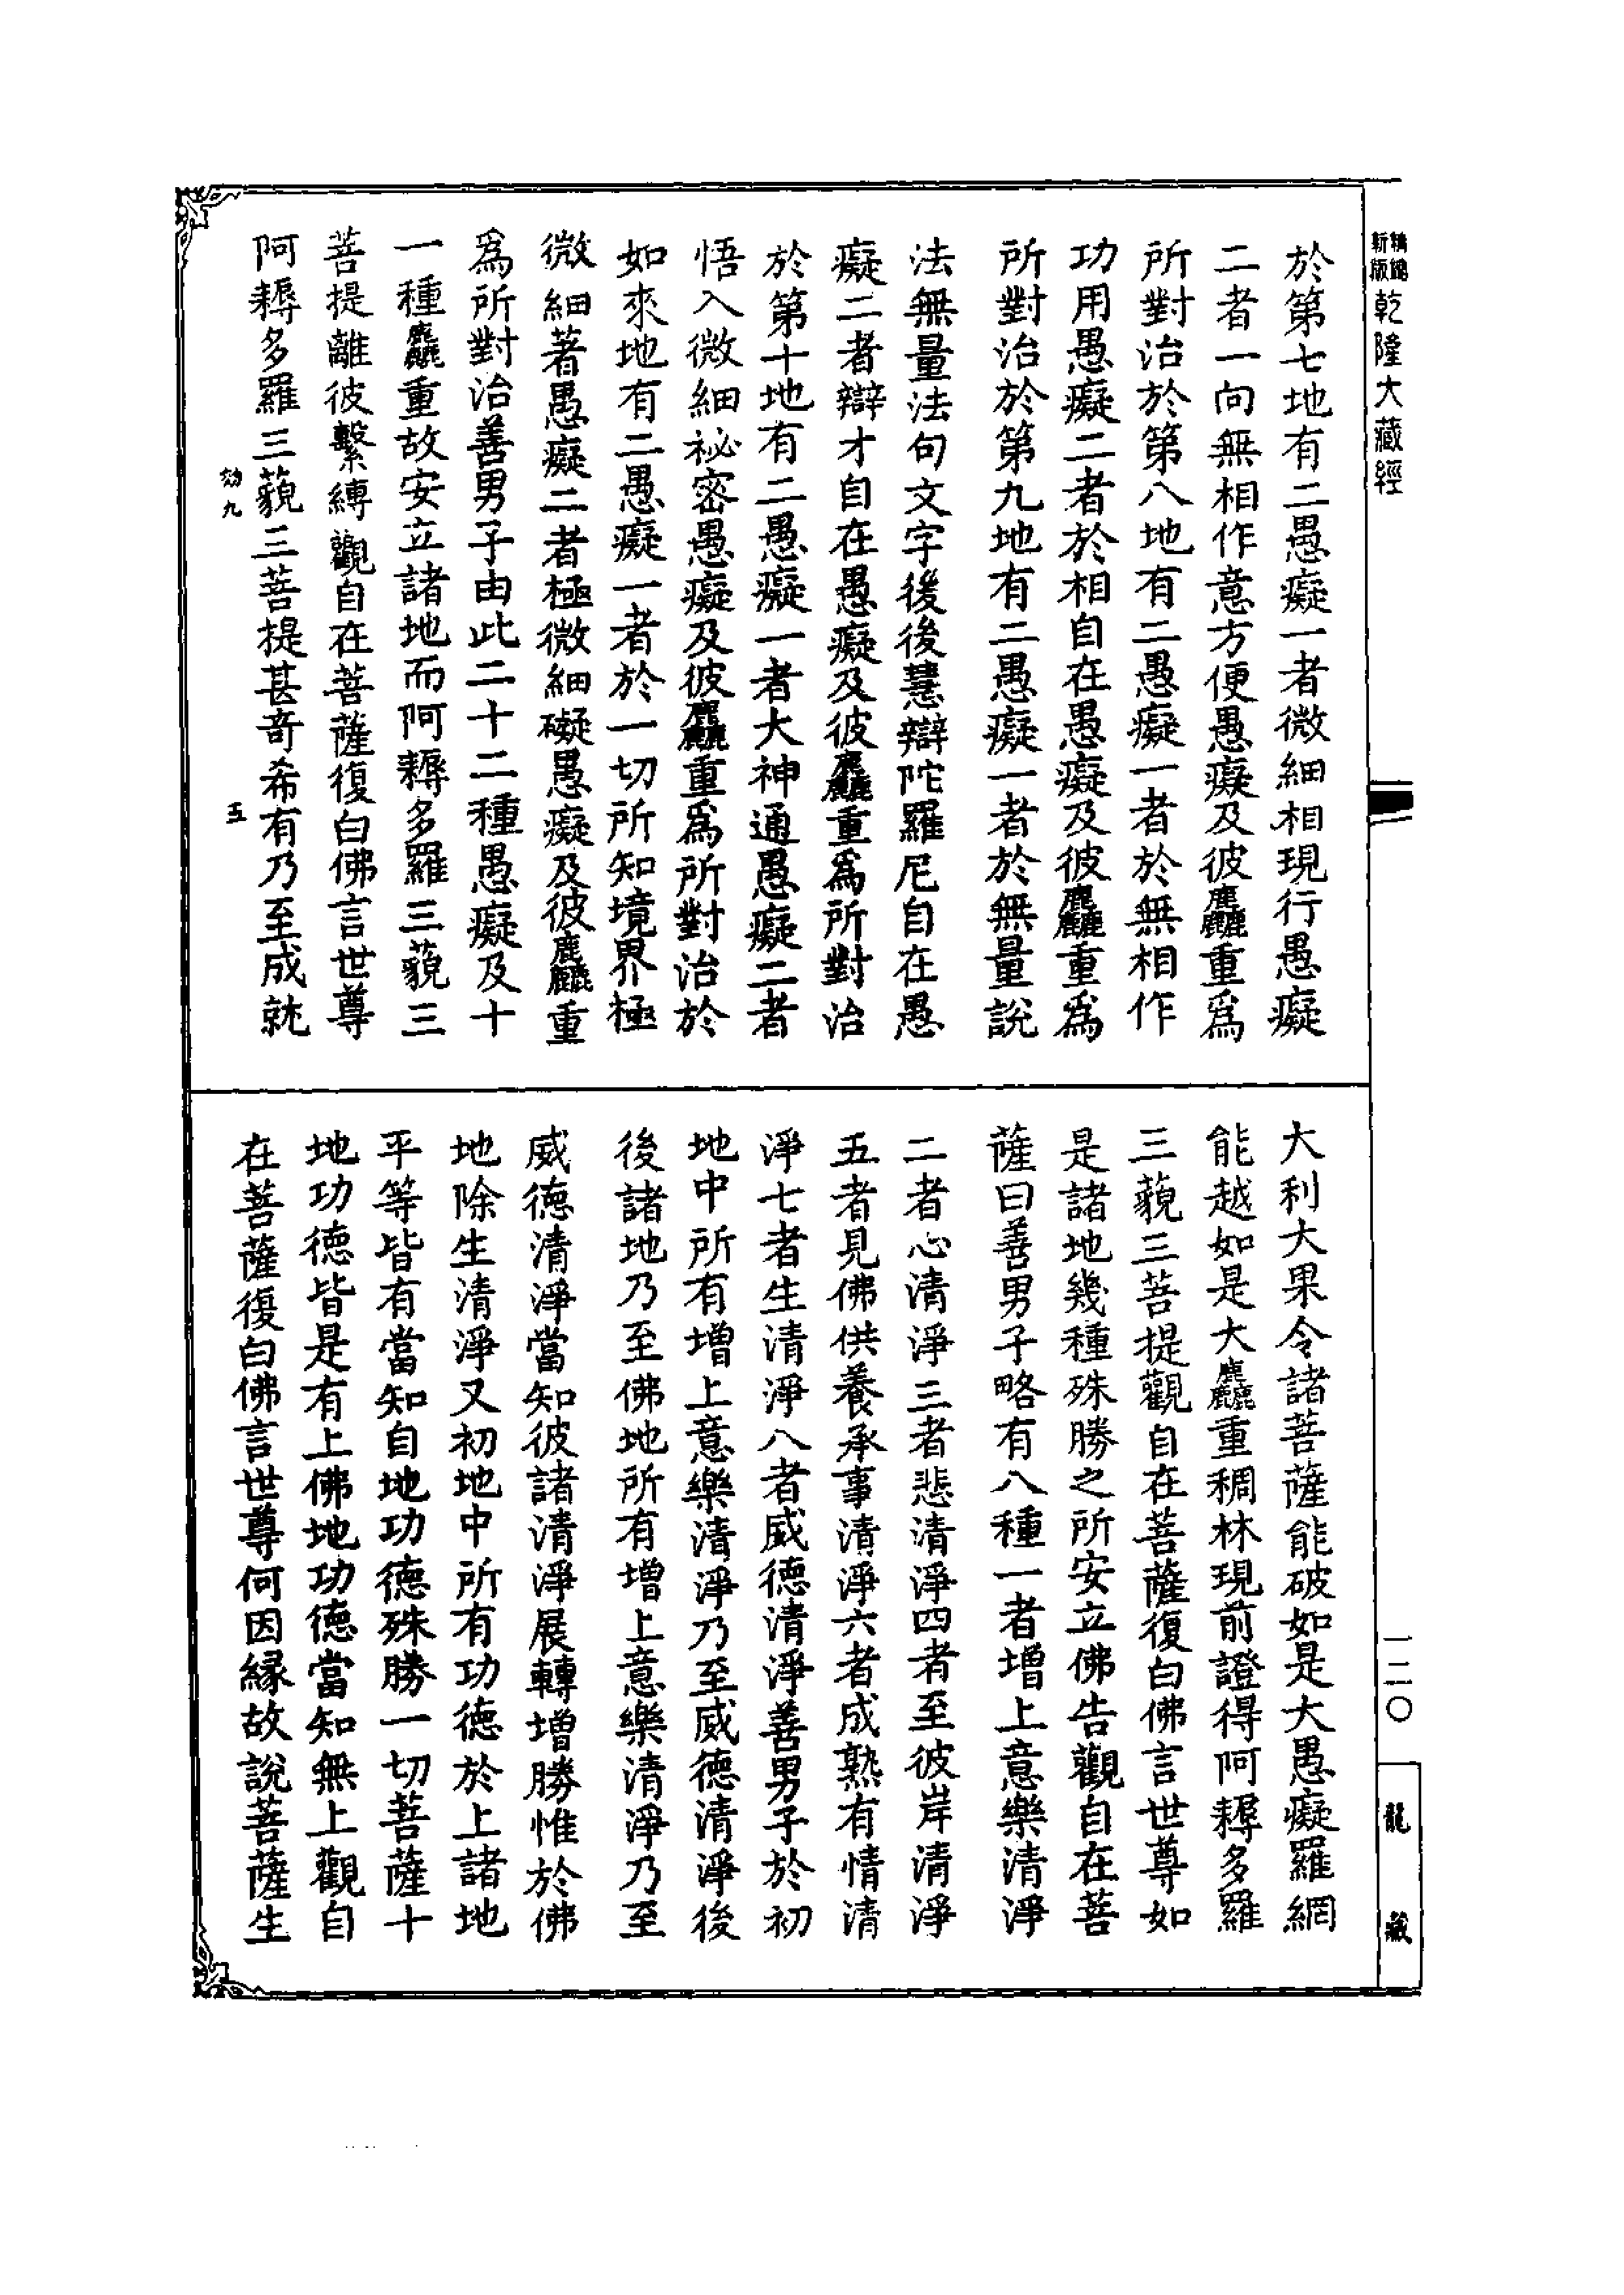 新版
乾隆大藏經
於第七地有二愚癡一者微細相現行愚癡
二者一向無相作意方便愚癡及彼麤重爲
所對治於第八地有二愚癡一者於無相作
功用愚癡二者於相自在愚癡及彼麤重爲
所對治於第九地有二愚癡一者於無量說
法無量法句文字後後慧辯陀羅尼自在愚
癡二者辯才自在愚癡及彼麤重爲所對治
於第十地有二愚癡一者大神通愚癡二者
悟入微細祕密愚癡及彼麤重爲所對治於
如來地有二愚癡一者於一切所知境界極
微細著愚癡二者極微細礙愚癡及彼麤重
爲所對治善男子由此二十二種愚癡及十
一種麤重故安立諸地而阿耨多羅三藐三
菩提離彼繫縛觀自在菩薩復白佛言世尊
阿耨多羅三藐三菩提甚奇希有乃至成就
効九
五
大利大果令諸菩薩能破如是大愚癡羅網
能越如是大麤重稠林現前證得阿耨多羅
三藐三菩提觀自在菩薩復白佛言世尊如
是諸地幾種殊勝之所安立佛告觀自在菩
薩曰善男子略有八種一者增上意樂清淨
二者心清淨三者悲清淨四者至彼岸清淨
五者見佛供養承事清淨六者成熟有情清
淨七者生清淨八者威德清淨善男子於初
地中所有增上意樂清淨乃至威德清淨後
後諸地乃至佛地所有增上意樂清淨乃至
威德清淨當知彼諸清淨展轉增勝惟於佛
地除生清淨又初地中所有功德於上諸地
平等皆有當知自地功德殊勝一切菩薩十
地功德皆是有上佛地功德當知無上觀自
在菩薩復白佛言世尊何因緣故說菩薩生
一二〇
龍藏